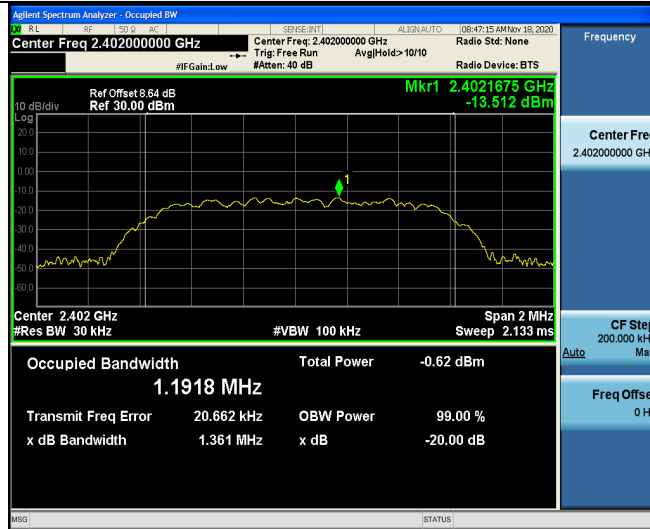 Agilent Spectrum Analyzer - Occupied BW
RL RF 50 Ω AC SENSE:INT ALIGN AUTO 08:47:15 AM Nov 18, 2020
Center Freq 2.402000000 GHz
Center Freq: 2.402000000 GHz
Radio Std: None
Trig: Free Run Avg|Hold:> 10/10
#IFGain:Low #Atten: 40 dB Radio Device: BTS
Frequency
Mkr1 2.4021675 GHz
-13.512 dBm
Ref Offset 8.64 dB
10 dB/div Ref 30.00 dBm
Log
20.0
10.0
0.00
-10.0
-20.0
-30.0
-40.0
-50.0
-60.0
1
Center 2.402 GHz Span 2 MHz
#Res BW 30 kHz #VBW 100 kHz Sweep 2.133 ms
Occupied Bandwidth Total Power -0.62 dBm
1.1918 MHz
Transmit Freq Error 20.662 kHz OBW Power 99.00 %
x dB Bandwidth 1.361 MHz x dB -20.00 dB
Center Fre
2.402000000 GH
CF Step
200.000 kH
Auto Ma
Freq Offse
0 H
MSG STATUS